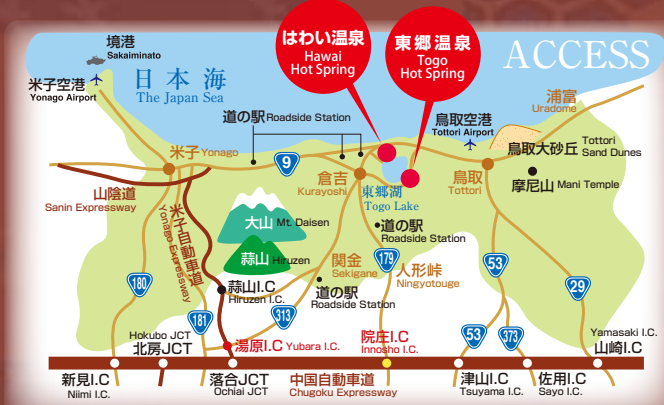 はわい温泉
Hawai
Hot Spring
東郷温泉
Togo
Hot Spring
ACCESS
境港
Sakaiminato
米子空港
Yonago Airport
日本海
The Japan Sea
道の駅 Roadside Station
鳥取空港
Tottori Airport
浦富
Uradome
鳥取大砂丘 Tottori
Sand Dunes
米子 Yonago
9
倉吉
Kurayoshi
東郷湖
Togo Lake
鳥取
Tottori
摩尼山 Mani Temple
山陰道
Sanin Expressway
米子自動車道
Yonago Expressway
大山 Mt. Daisen
蒜山 Hiruzen
道の駅
Roadside Station
関金
Sekigane
179
人形峠
Ningyotouge
53
29
180
181
蒜山I.C
Hiruzen I.C.
313
道の駅
Roadside Station
Hokubo JCT
北房JCT
湯原I.C Yubara I.C.
院庄I.C
Innosho I.C.
53
373
Yamasaki I.C.
山崎I.C
新見I.C
Niimi I.C.
落合JCT
Ochiai JCT
中国自動車道
Chugoku Expressway
津山I.C
Tsuyama I.C.
佐用I.C
Sayo I.C.